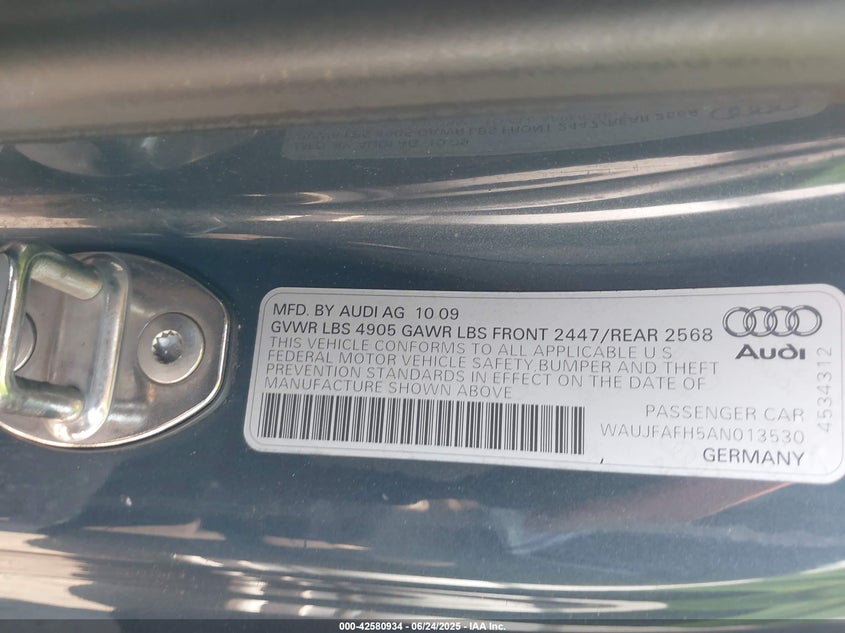 MFD. BY AUDI AG 10 09
GVWR LBS 4905 GAWR LBS FRONT 2447/REAR 2568
THIS VEHICLE CONFORMS TO ALL APPLICABLE U S
FEDERAL MOTOR VEHICLE SAFETY,BUMPER AND THEFT
PREVENTION STANDARDS IN EFFECT ON THE DATE OF
MANUFACTURE SHOWN ABOVE
Audi
4534312
PASSENGER CAR
WAUJFAFH5AN013530
GERMANY
000-42580934 - 06/24/2025 - IAA Inc.